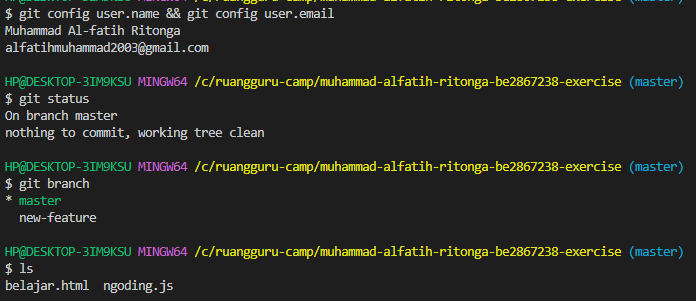 $ git config user.name && git config user.email
Muhammad Al-fatih Ritonga
alfatihmuhammad2003@gmail.com
HP@DESKTOP-3IM9KSU MINGW64 /c/ruangguru-camp/muhammad-alfatih-ritonga-be2867238-exercise (master)
$ git status
On branch master
nothing to commit, working tree clean
HP@DESKTOP-3IM9KSU MINGW64 /c/ruangguru-camp/muhammad-alfatih-ritonga-be2867238-exercise (master)
$ git branch
* master
new-feature
HP@DESKTOP-3IM9KSU MINGW64 /c/ruangguru-camp/muhammad-alfatih-ritonga-be2867238-exercise (master)
$ ls
belajar.html ngoding.js